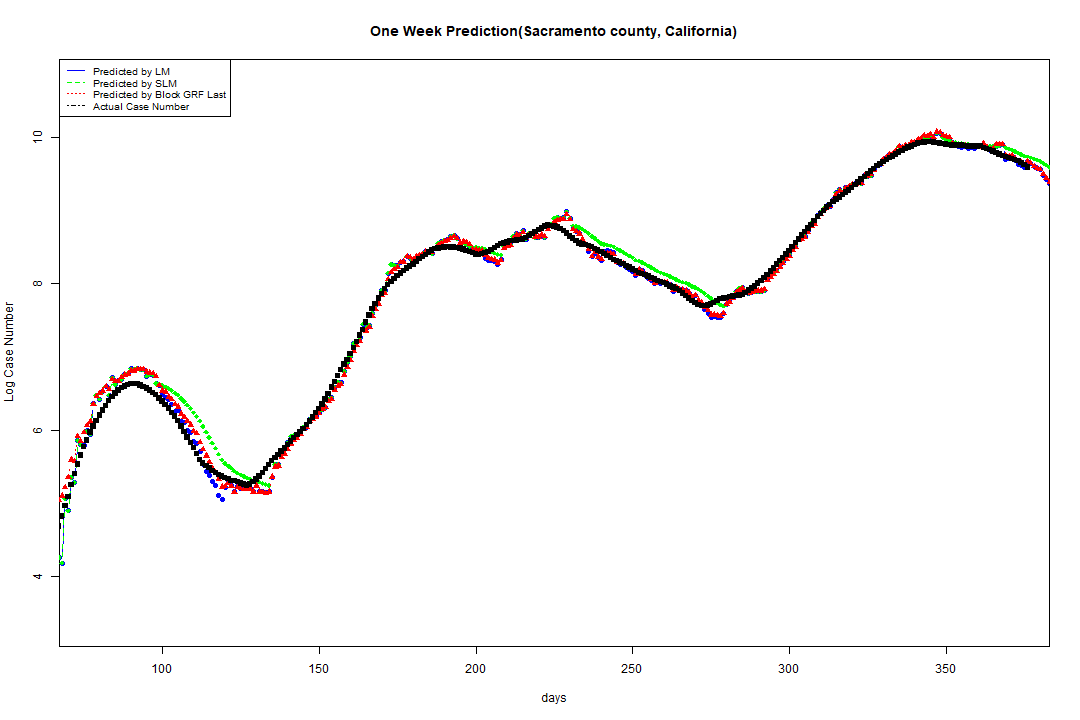 One Week Prediction(Sacramento county, California)
Predicted by LM
Predicted by SLM
Predicted by Block GRF Last
Actual Case Number
Log Case Number
10
8
6
4
100 150 200 250 300 350
days